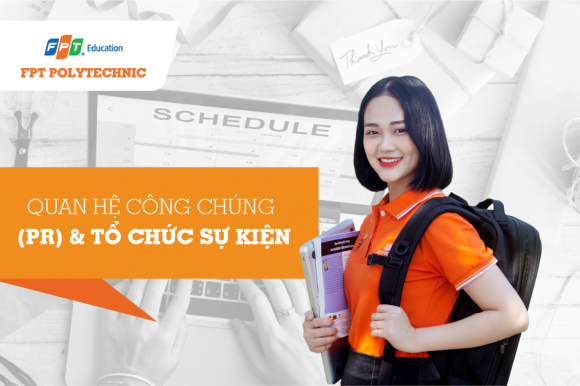 FPT Education
FPT POLYTECHNIC
Thank You
SCHEDULE
QUAN HỆ CÔNG CHÚNG
(PR) & TỔ CHỨC SỰ KIỆN